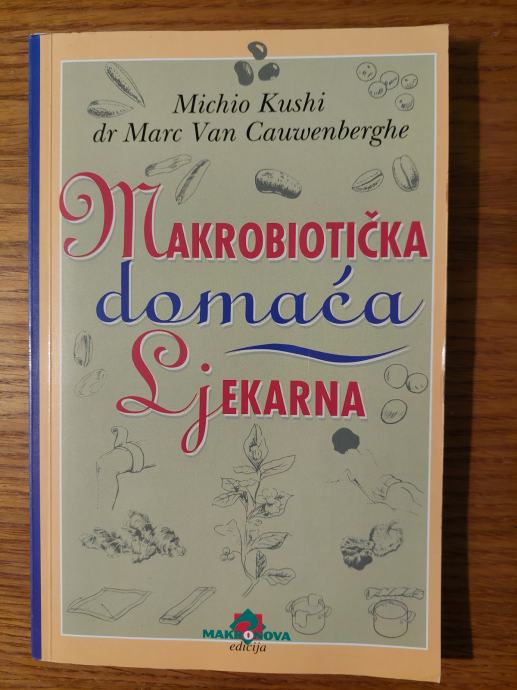 Michio Kushi
dr Marc Van Cauwenberghe
MAKROBIOTIČKA
domaća
LjEKARNA
MAKRONOVA
edicija